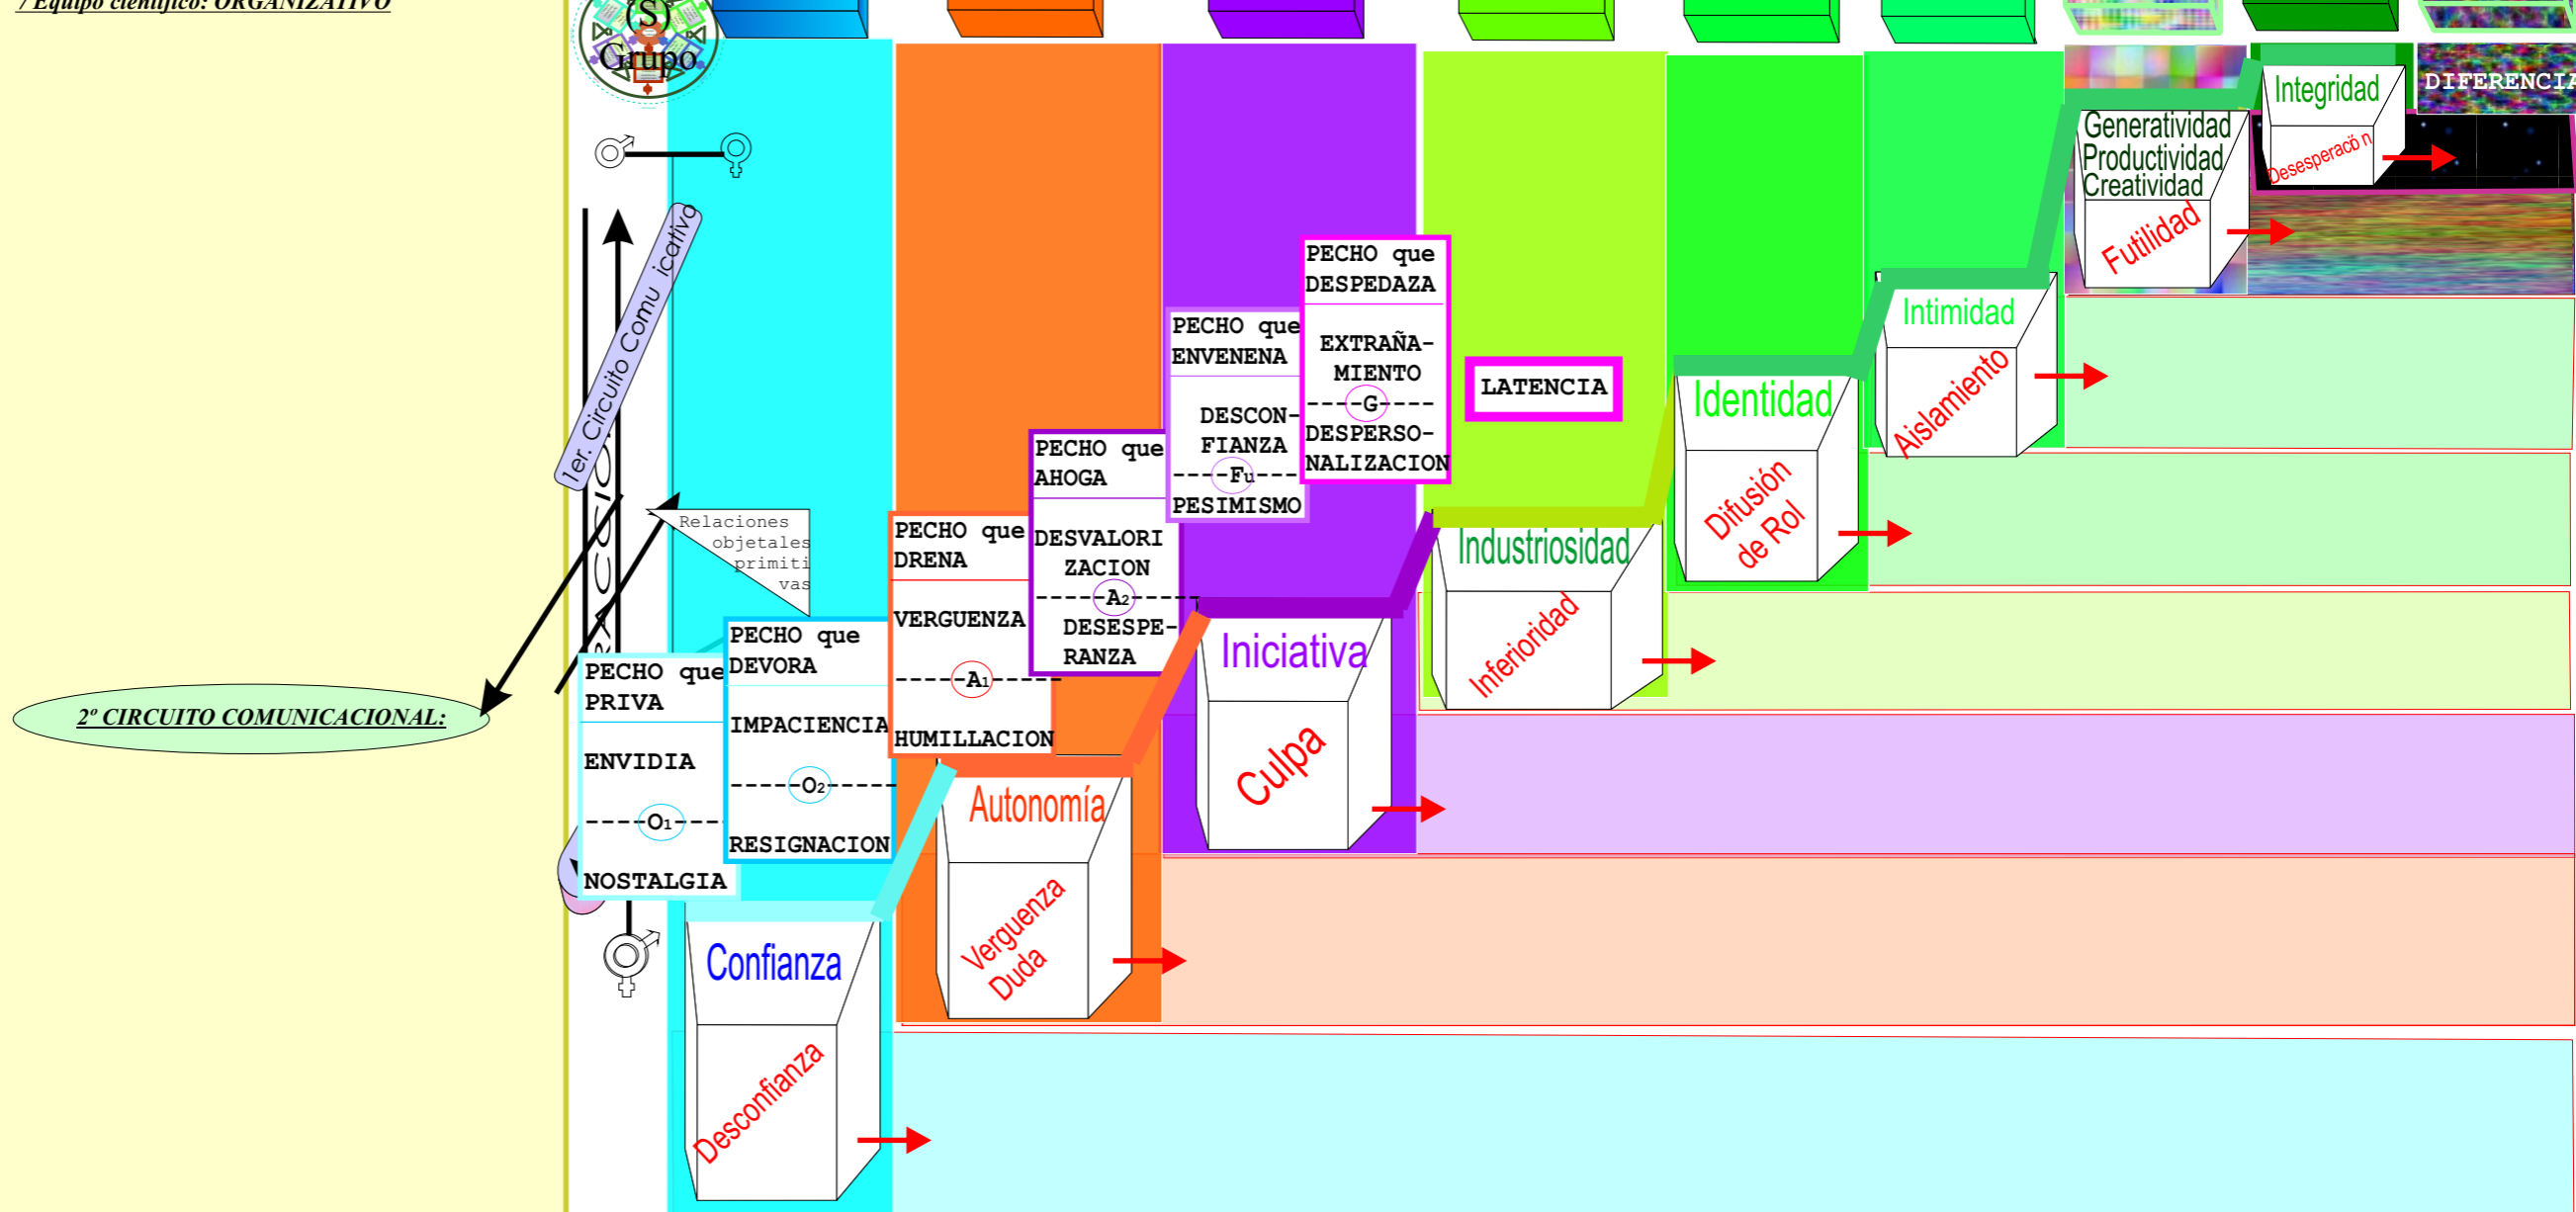 / Equipo científico: ORGANIZATIVO
(S)
Grupo
DIFERENCIA
Integridad
Desesperación
Generatividad
Productividad
Creatividad
Futilidad
1er. Circuito Comu icativo
PECHO que
DESPEDAZA
EXTRAÑA-
MIENTO
----G----
DESPERSO-
NALIZACION
PECHO que
ENVENENA
DESCON-
FIANZA
----Fu---
PESIMISMO
LATENCIA
Intimidad
Aislamiento
Identidad
Difusión
de Rol
PECHO que
AHOGA
DESVALORI
ZACION
-----A2-----
DESESPE-
RANZA
Relaciones
objetales
primiti
vas
PECHO que
DRENA
VERGUENZA
-----A1-----
HUMILLACION
Industriosidad
Inferioridad
PECHO que
DEVORA
IMPACIENCIA
-----O2-----
RESIGNACION
Iniciativa
Culpa
PECHO que
PRIVA
ENVIDIA
----O1---
NOSTALGIA
2º CIRCUITO COMUNICACIONAL:
Autonomía
Verguenza
Duda
Confianza
Desconfianza